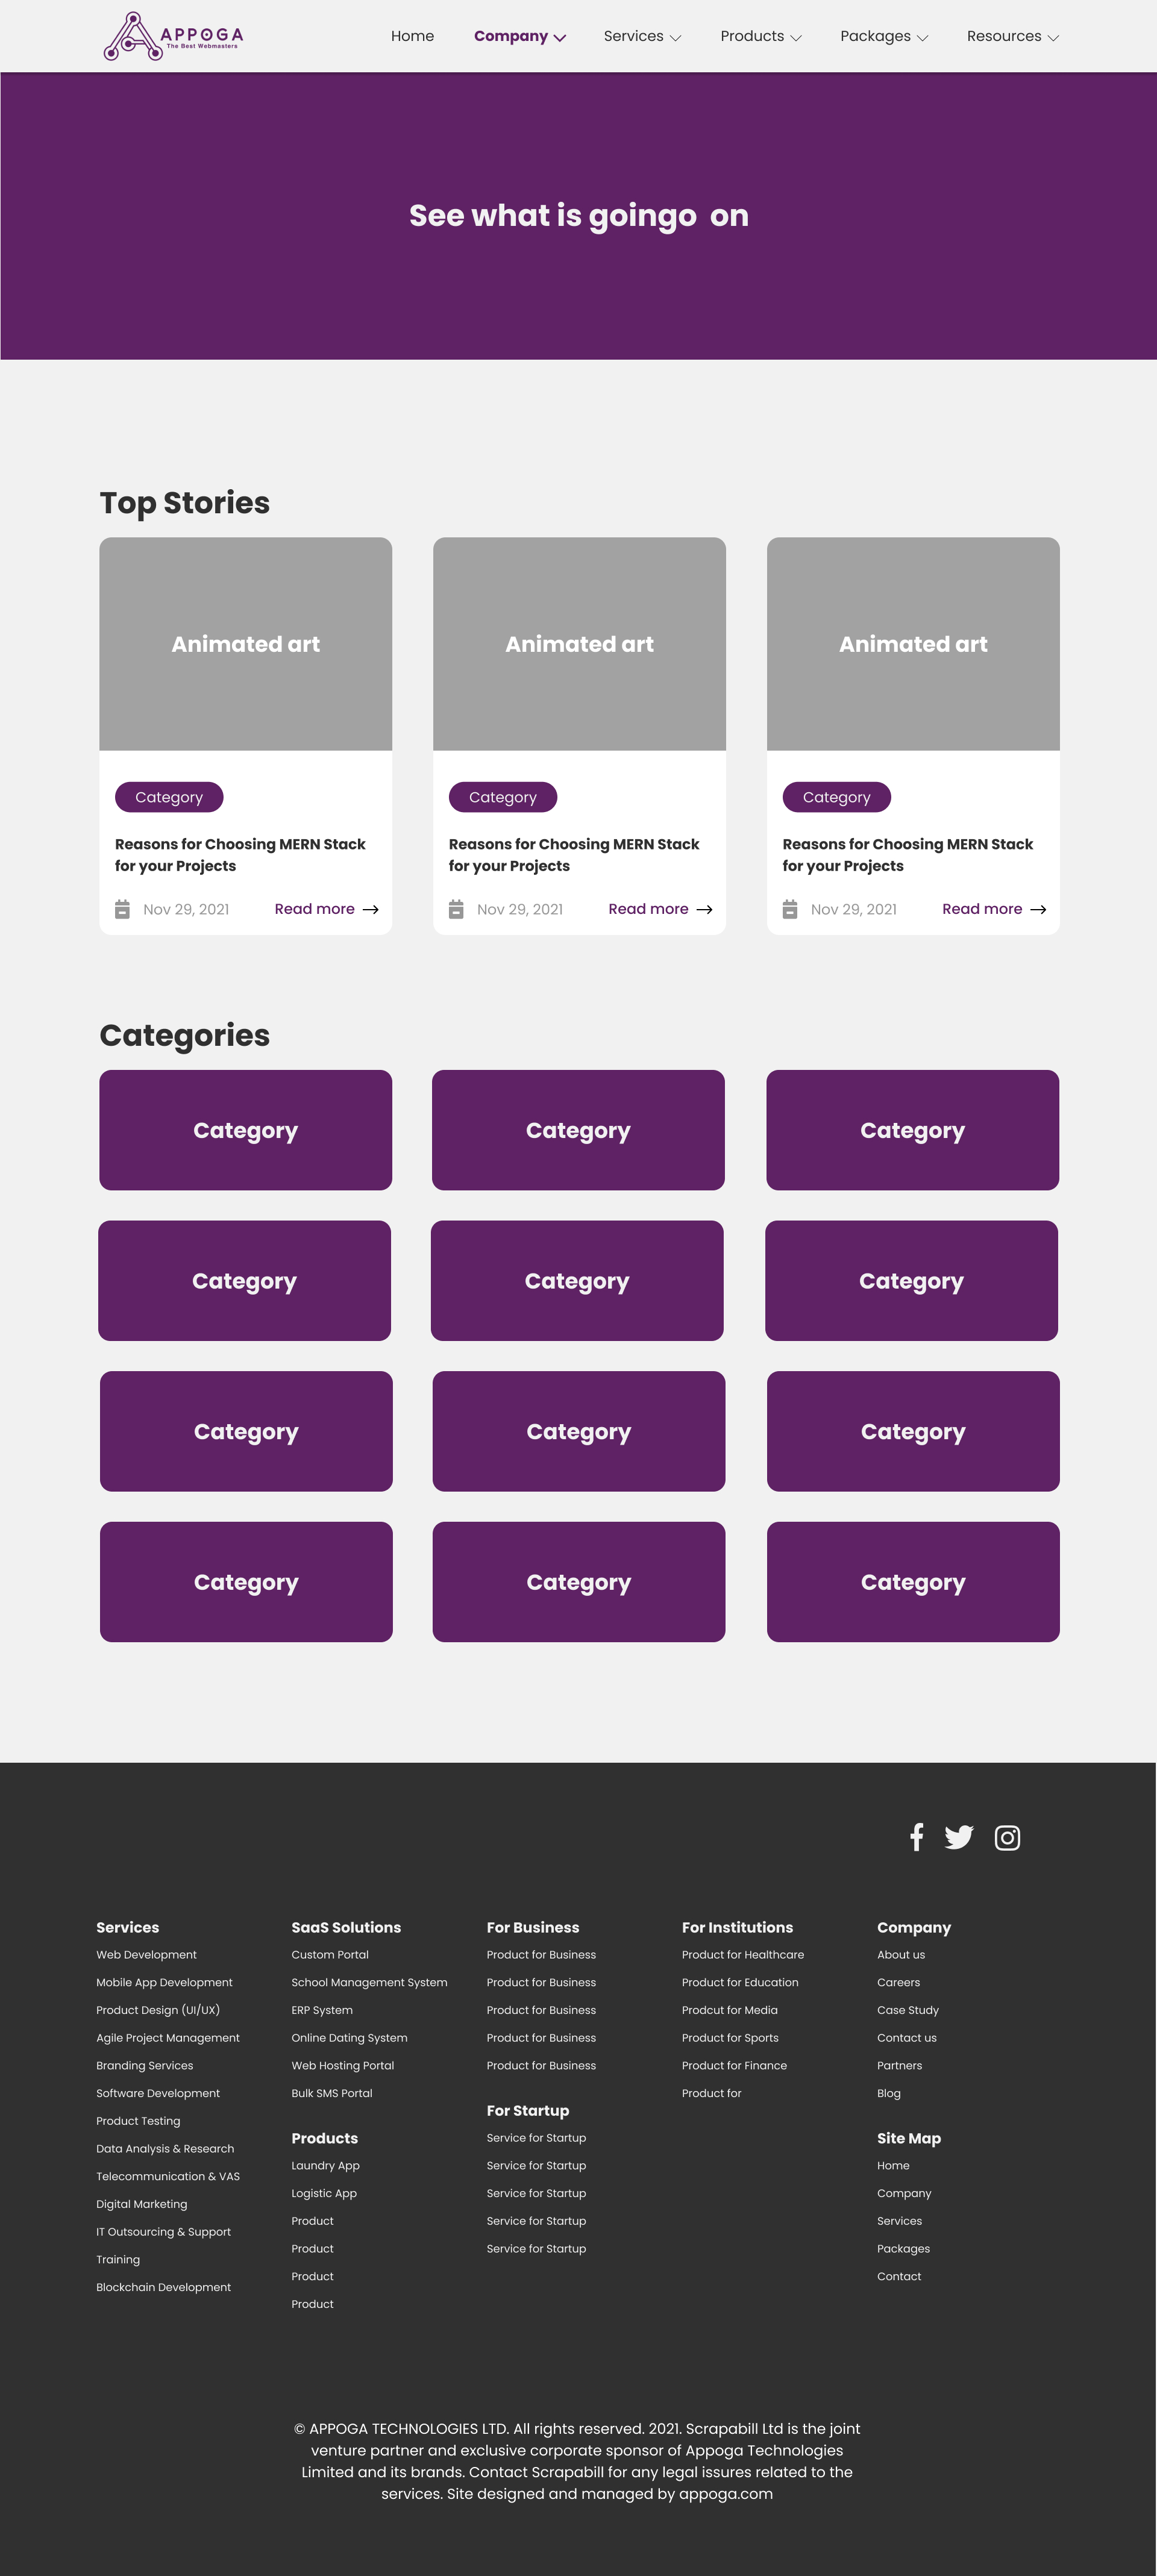 APPOGA
The Best Webmasters
Home
Company
Services
Products
Packages
Resources
See what is goingo on
Top Stories
Animated art
Animated art
Animated art
Category
Category
Category
Reasons for Choosing MERN Stack
for your Projects
Reasons for Choosing MERN Stack
for your Projects
Reasons for Choosing MERN Stack
for your Projects
Nov 29, 2021
Read more
Nov 29, 2021
Read more
Nov 29, 2021
Read more
Categories
Category
Category
Category
Category
Category
Category
Category
Category
Category
Category
Category
Category
Services
Web Development
Mobile App Development
Product Design (UI/UX)
Agile Project Management
Branding Services
Software Development
Product Testing
Data Analysis & Research
Telecommunication & VAS
Digital Marketing
IT Outsourcing & Support
Training
Blockchain Development
SaaS Solutions
Custom Portal
School Management System
ERP System
Online Dating System
Web Hosting Portal
Bulk SMS Portal
Products
Laundry App
Logistic App
Product
Product
Product
Product
For Business
Product for Business
Product for Business
Product for Business
Product for Business
Product for Business
For Startup
Service for Startup
Service for Startup
Service for Startup
Service for Startup
Service for Startup
For Institutions
Product for Healthcare
Product for Education
Prodcut for Media
Product for Sports
Product for Finance
Product for
Company
About us
Careers
Case Study
Contact us
Partners
Blog
Site Map
Home
Company
Services
Packages
Contact
© APPOGA TECHNOLOGIES LTD. All rights reserved. 2021. Scrapabill Ltd is the joint
venture partner and exclusive corporate sponsor of Appoga Technologies
Limited and its brands. Contact Scrapabill for any legal issures related to the
services. Site designed and managed by appoga.com